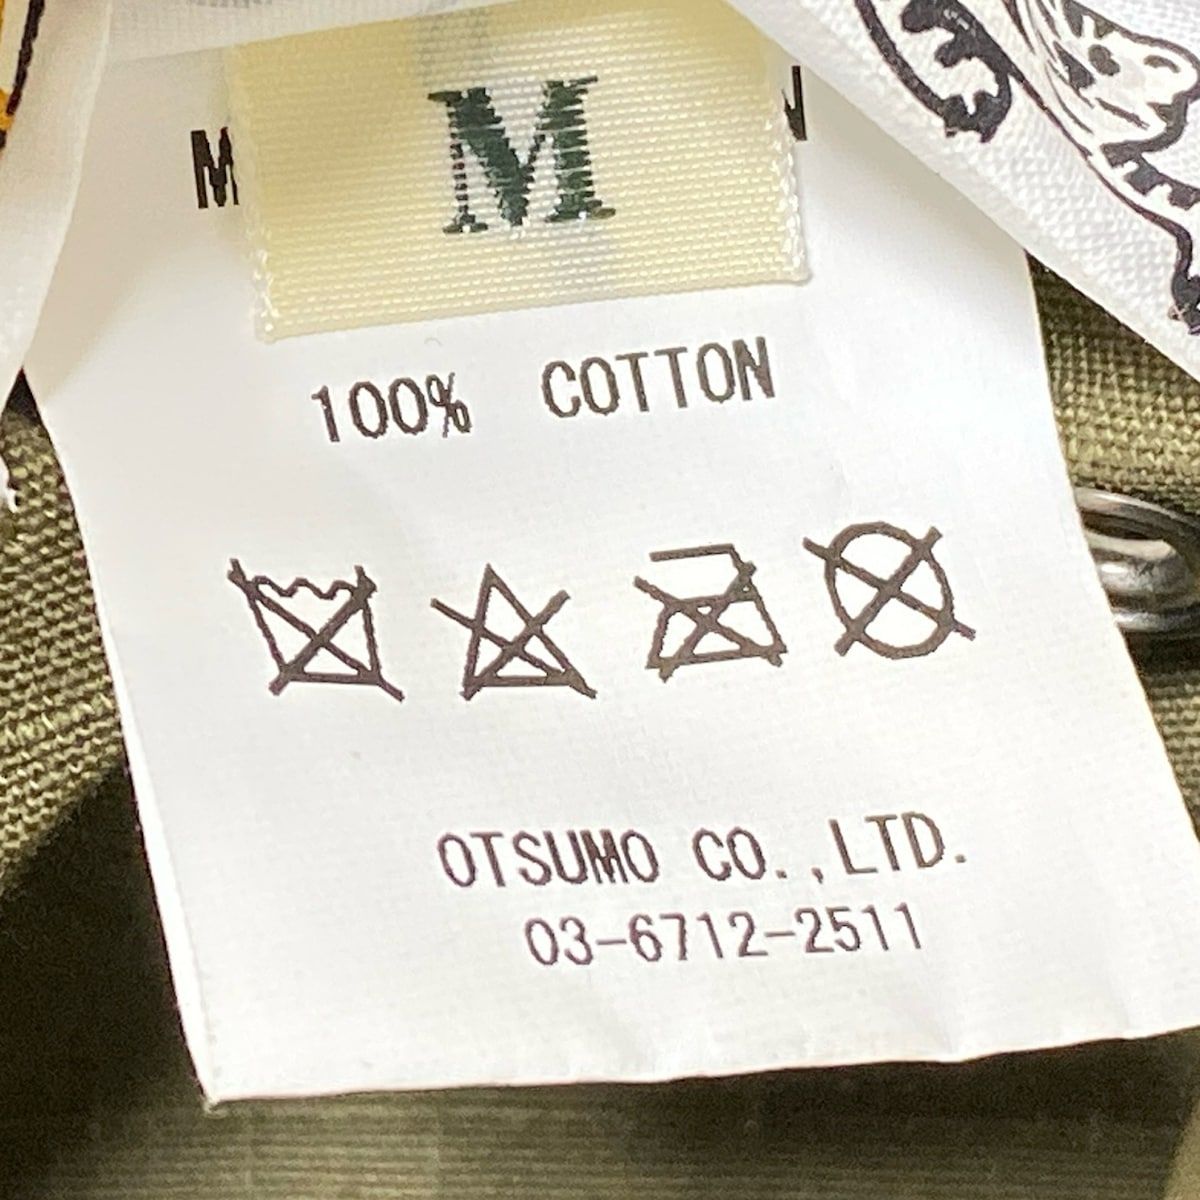 M
100% COTTON
OTSUMO CO.,LTD.
03-6712-2511